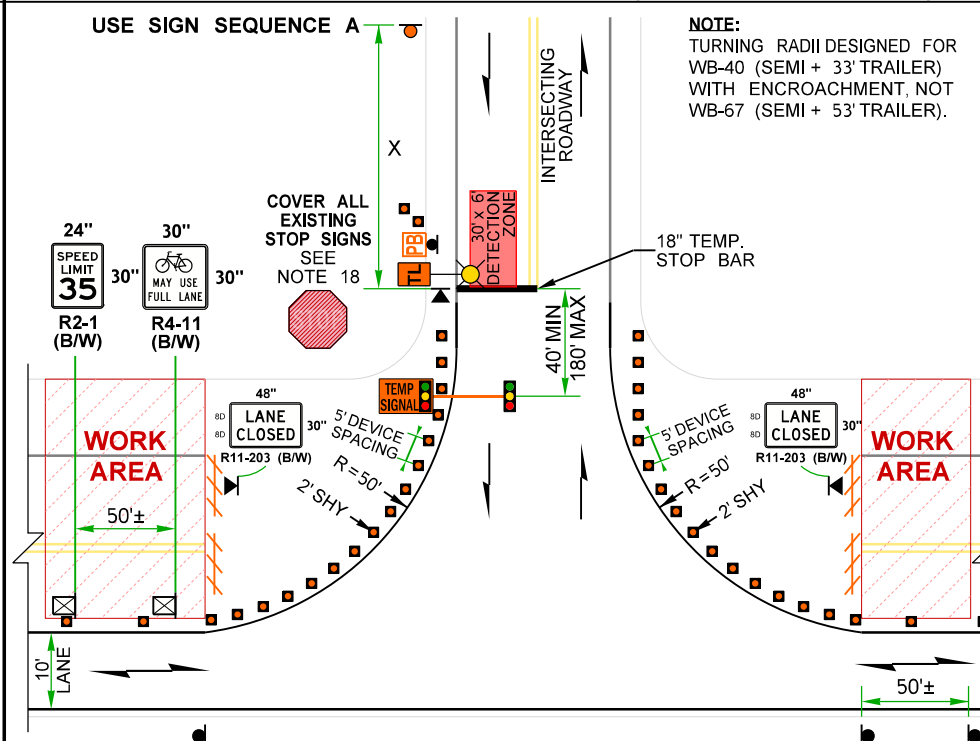 USE SIGN SEQUENCE A
NOTE:
TURNING RADII DESIGNED FOR
WB-40 (SEMI + 33' TRAILER)
WITH ENCROACHMENT, NOT
WB-67 (SEMI + 53' TRAILER).
INTERSECTING
ROADWAY
X
COVER ALL
EXISTING
STOP SIGNS
SEE
NOTE 18
STOP
PB
TL
30' x 6'
DETECTION
ZONE
18" TEMP.
STOP BAR
24"
SPEED
LIMIT
35
30"
R2-1
(B/W)
30"
MAY USE
FULL LANE
30"
R4-11
(B/W)
40' MIN
180' MAX
TEMP
SIGNAL
48"
8D
8D
LANE
CLOSED
30"
R11-203 (B/W)
5' DEVICE
SPACING
R=50'
2' SHY
WORK
AREA
50'±
48"
8D
8D
LANE
CLOSED
30"
R11-203 (B/W)
5' DEVICE
SPACING
R=50'
2' SHY
WORK
AREA
10'
LANE
50'±